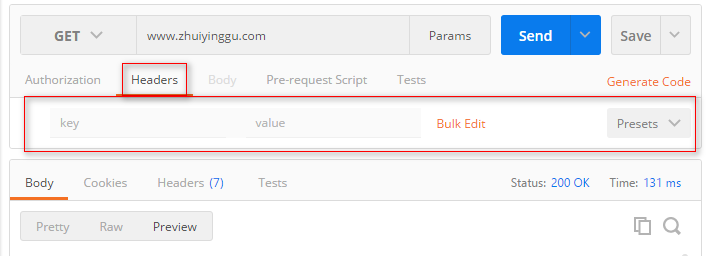 GET www.zhuiyinggu.com Params Send Save
Authorization Headers Body Pre-request Script Tests Generate Code
key value Bulk Edit Presets
Body Cookies Headers (7) Tests Status: 200 OK Time: 131 ms
Pretty Raw Preview